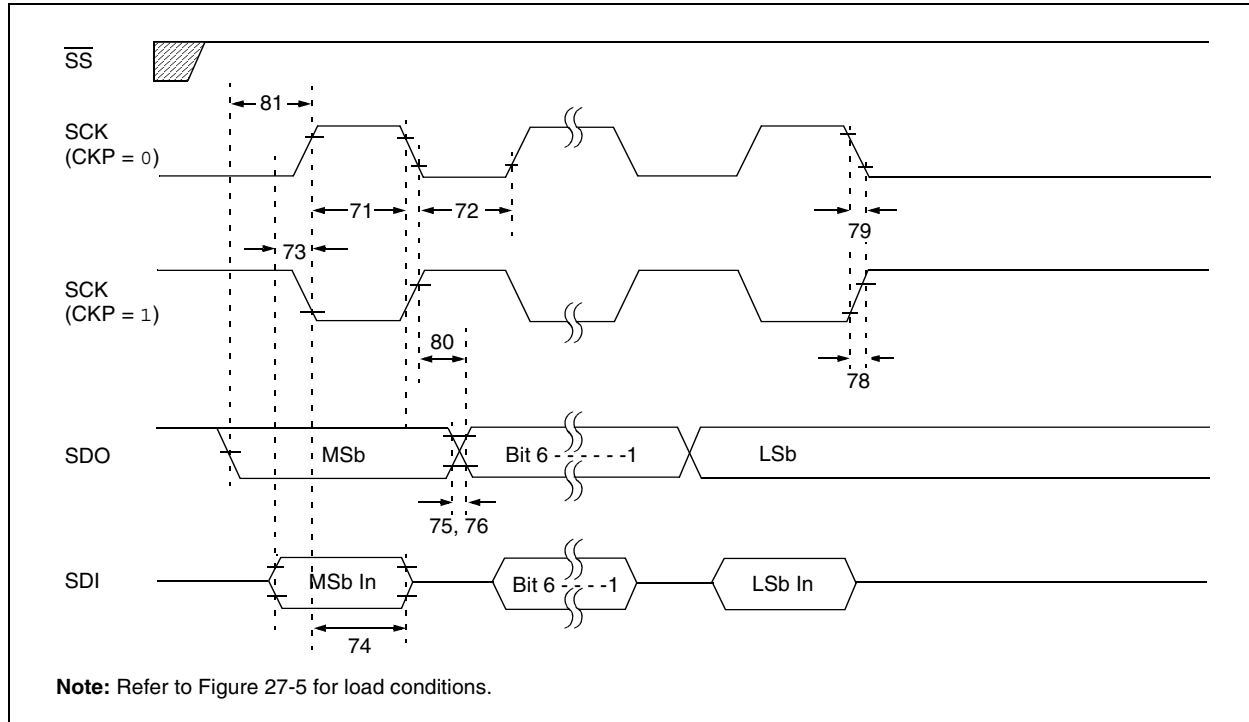 SS
81
SCK
(CKP = 0)
71
72
79
73
SCK
(CKP = 1)
80
78
SDO
MSb
Bit 6 - - - - - - -1
LSb
75, 76
SDI
MSb In
Bit 6 - - - - -1
LSb In
74
Note: Refer to Figure 27-5 for load conditions.